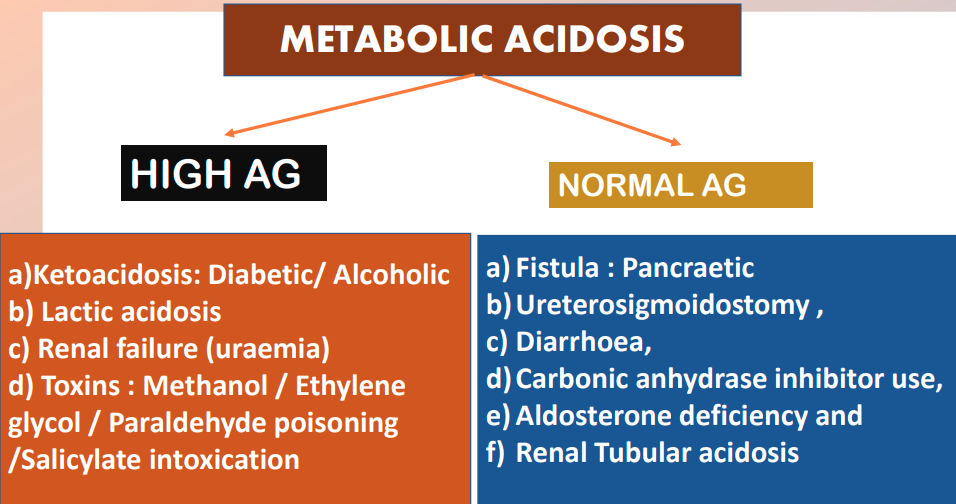 METABOLIC ACIDOSIS
HIGH AG
NORMAL AG
a)Ketoacidosis: Diabetic/ Alcoholic
b) Lactic acidosis
c) Renal failure (uraemia)
d) Toxins : Methanol / Ethylene
glycol / Paraldehyde poisoning
/Salicylate intoxication
a) Fistula : Pancraetic
b) Ureterosigmoidostomy ,
c) Diarrhoea,
d) Carbonic anhydrase inhibitor use,
e) Aldosterone deficiency and
f) Renal Tubular acidosis